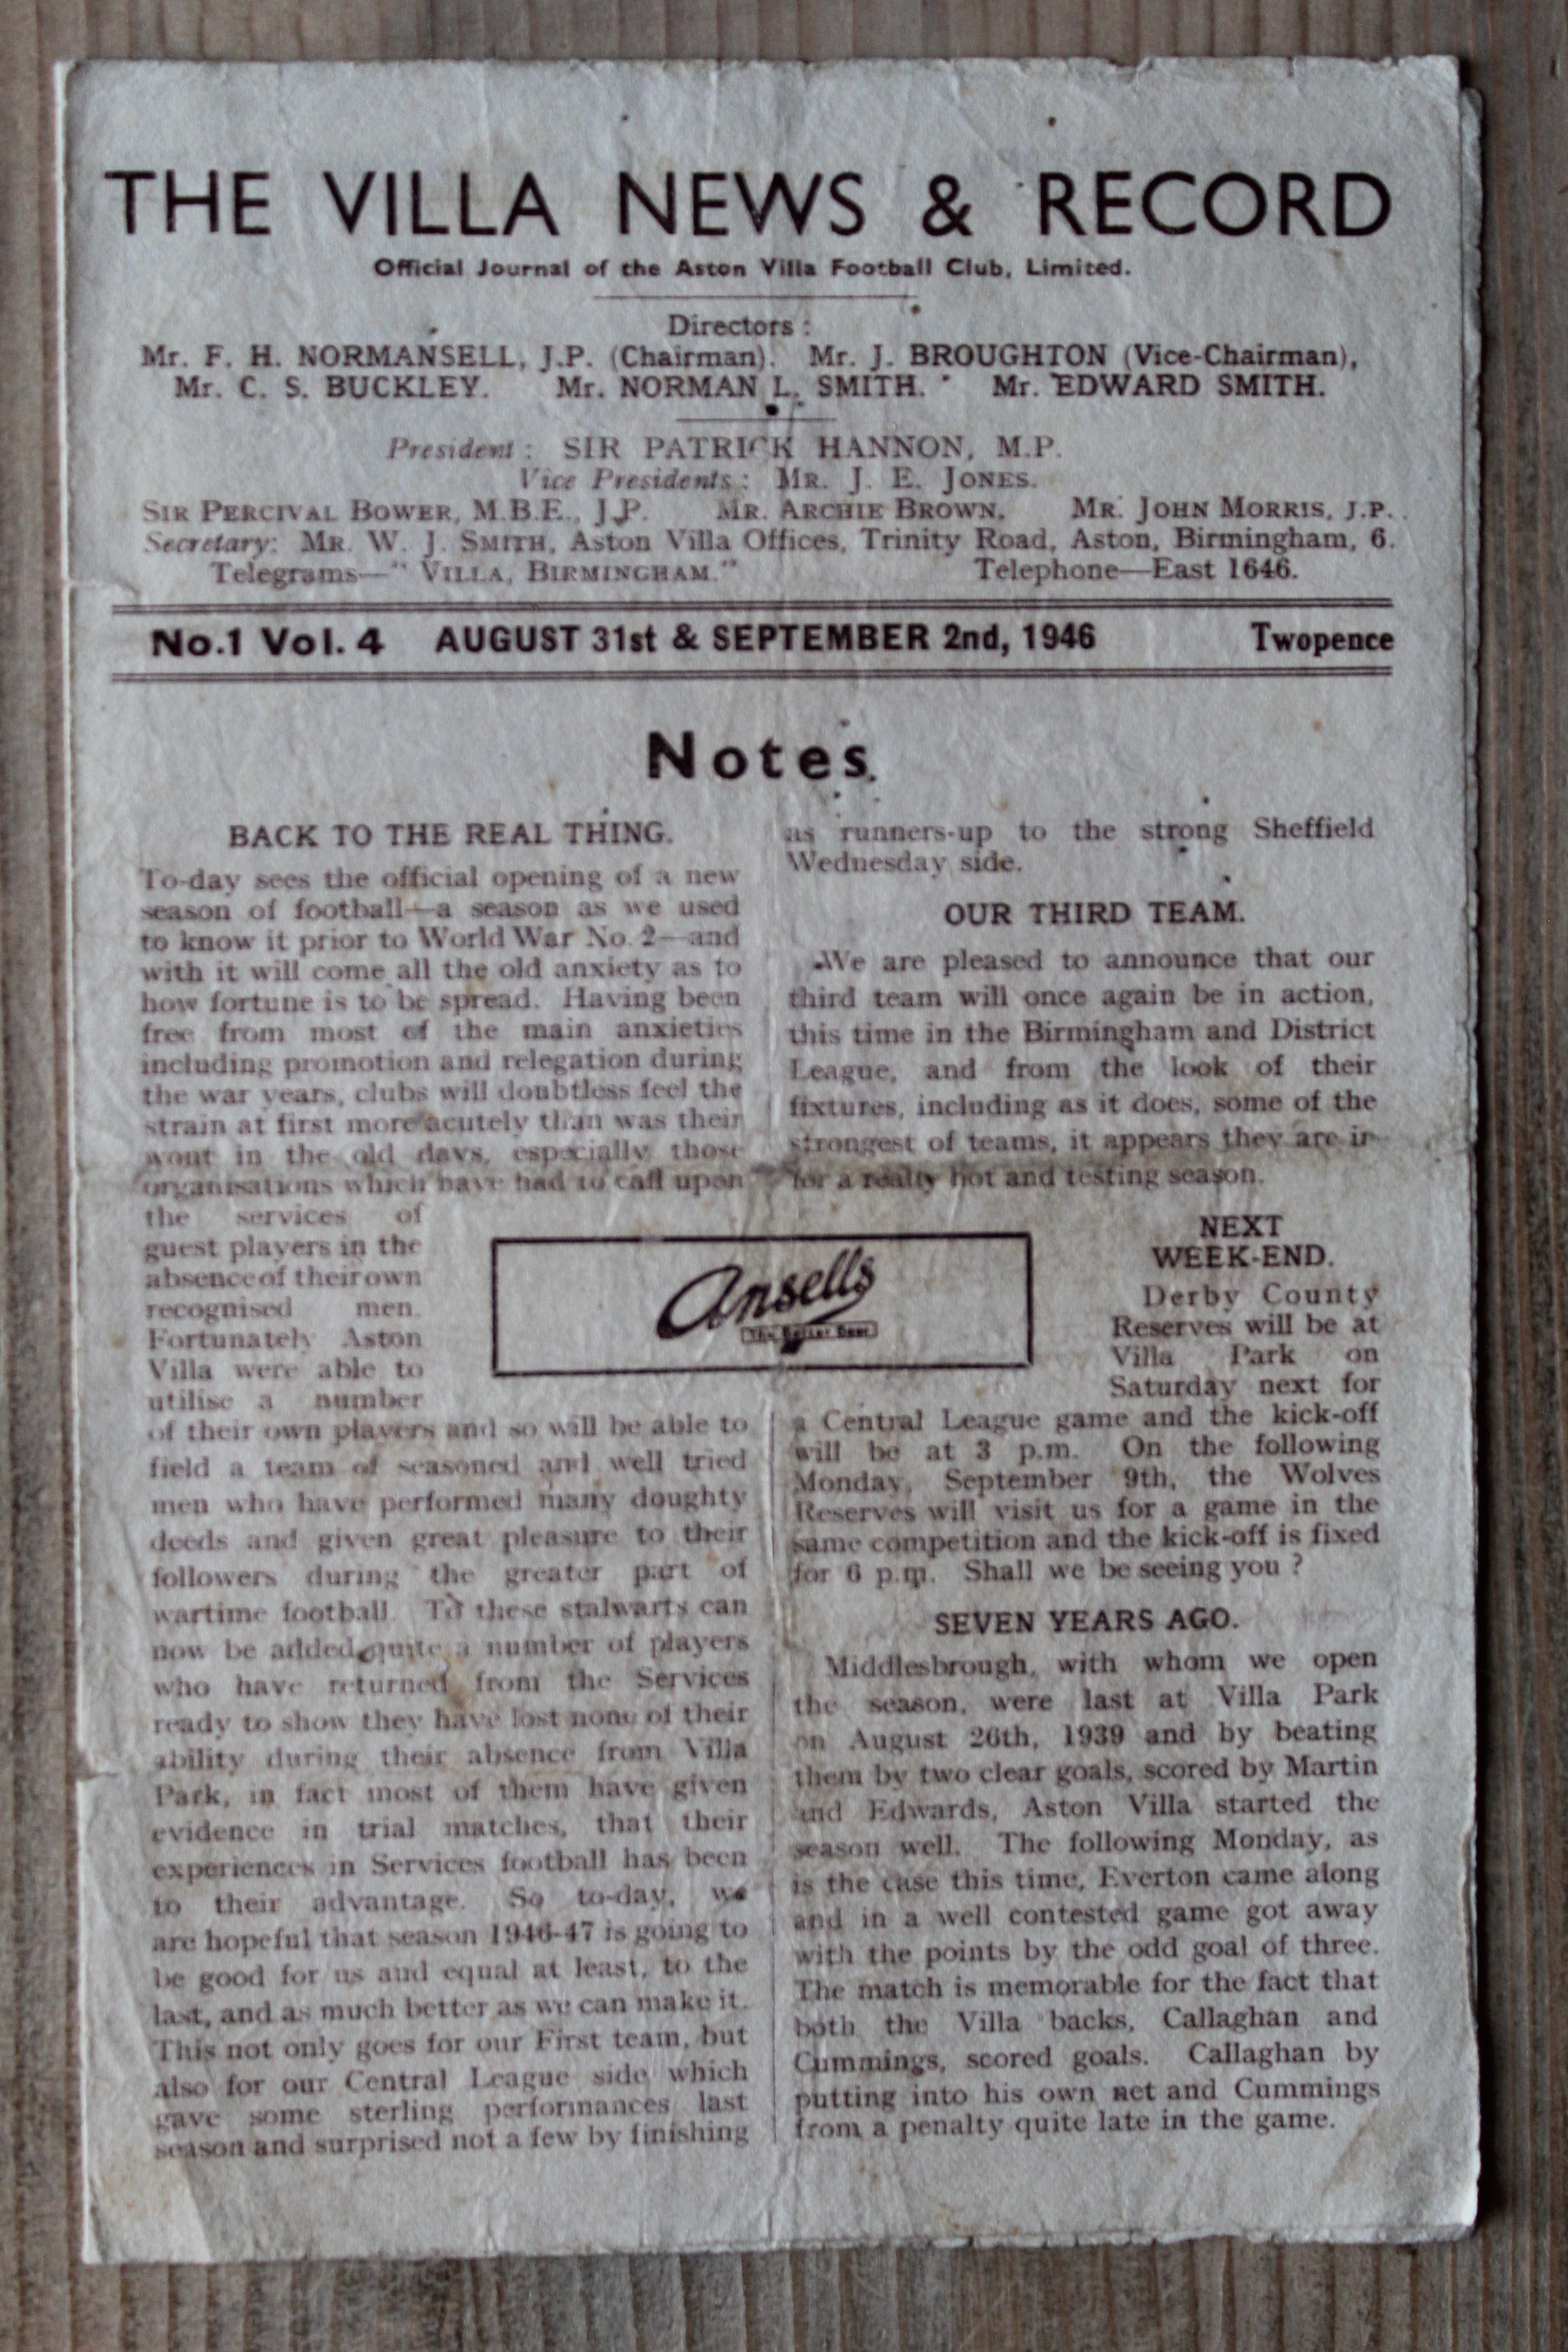 THE VILLA NEWS & RECORD
Official Journal of the Aston Villa Football Club, Limited.
Directors :
Mr. F. H. NORMANSELL, J.P. (Chairman). Mr. J. BROUGHTON (Vice-Chairman),
Mr. C. S. BUCKLEY. Mr. NORMAN L. SMITH. Mr. EDWARD SMITH.
President : SIR PATRICK HANNON, M.P.
Vice Presidents : MR. J. E. JONES.
SIR PERCIVAL BOWER, M.B.E., J.P. MR. ARCHIE BROWN. MR. JOHN MORRIS, J.P.
Secretary: MR. W. J. SMITH, Aston Villa Offices, Trinity Road, Aston, Birmingham, 6.
Telegrams—" VILLA, BIRMINGHAM." Telephone—East 1646.
No.1 Vol. 4 AUGUST 31st & SEPTEMBER 2nd, 1946 Twopence
Notes
BACK TO THE REAL THING.
To-day sees the official opening of a new
season of football—a season as we used
to know it prior to World War No. 2—and
with it will come all the old anxiety as to
how fortune is to be spread. Having been
free from most of the main anxieties
including promotion and relegation during
the war years, clubs will doubtless feel the
strain at first more acutely than was their
wont in the old days, especially those
organisations which have had to call upon
the services of
guest players in the
absence of their own
recognised men.
Fortunately Aston
Villa were able to
utilise a number
of their own players and so will be able to
field a team of seasoned and well tried
men who have performed many doughty
deeds and given great pleasure to their
followers during the greater part of
wartime football. To these stalwarts can
now be added quite a number of players
who have returned from the Services
ready to show they have lost none of their
ability during their absence from Villa
Park, in fact most of them have given
evidence in trial matches, that their
experiences in Services football has been
to their advantage. So to-day, we
are hopeful that season 1946-47 is going to
be good for us and equal at least, to the
last, and as much better as we can make it.
This not only goes for our First team, but
also for our Central League side which
gave some sterling performances last
season and surprised not a few by finishing
as runners-up to the strong Sheffield
Wednesday side.
OUR THIRD TEAM.
We are pleased to announce that our
third team will once again be in action,
this time in the Birmingham and District
League, and from the look of their
fixtures, including as it does, some of the
strongest of teams, it appears they are in
for a really hot and testing season.
Ansells
The Better Beer
NEXT
WEEK-END.
Derby County
Reserves will be at
Villa Park on
Saturday next for
a Central League game and the kick-off
will be at 3 p.m. On the following
Monday, September 9th, the Wolves
Reserves will visit us for a game in the
same competition and the kick-off is fixed
for 6 p.m. Shall we be seeing you ?
SEVEN YEARS AGO.
Middlesbrough, with whom we open
the season, were last at Villa Park
on August 26th, 1939 and by beating
them by two clear goals, scored by Martin
and Edwards, Aston Villa started the
season well. The following Monday, as
is the case this time, Everton came along
and in a well contested game got away
with the points by the odd goal of three.
The match is memorable for the fact that
both the Villa backs, Callaghan and
Cummings, scored goals. Callaghan by
putting into his own net and Cummings
from a penalty quite late in the game.